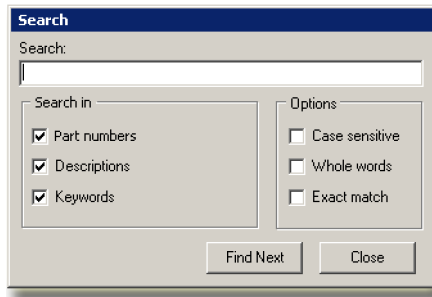 Search
Search:
Search in
Part numbers
Descriptions
Keywords
Options
Case sensitive
Whole words
Exact match
Find Next
Close